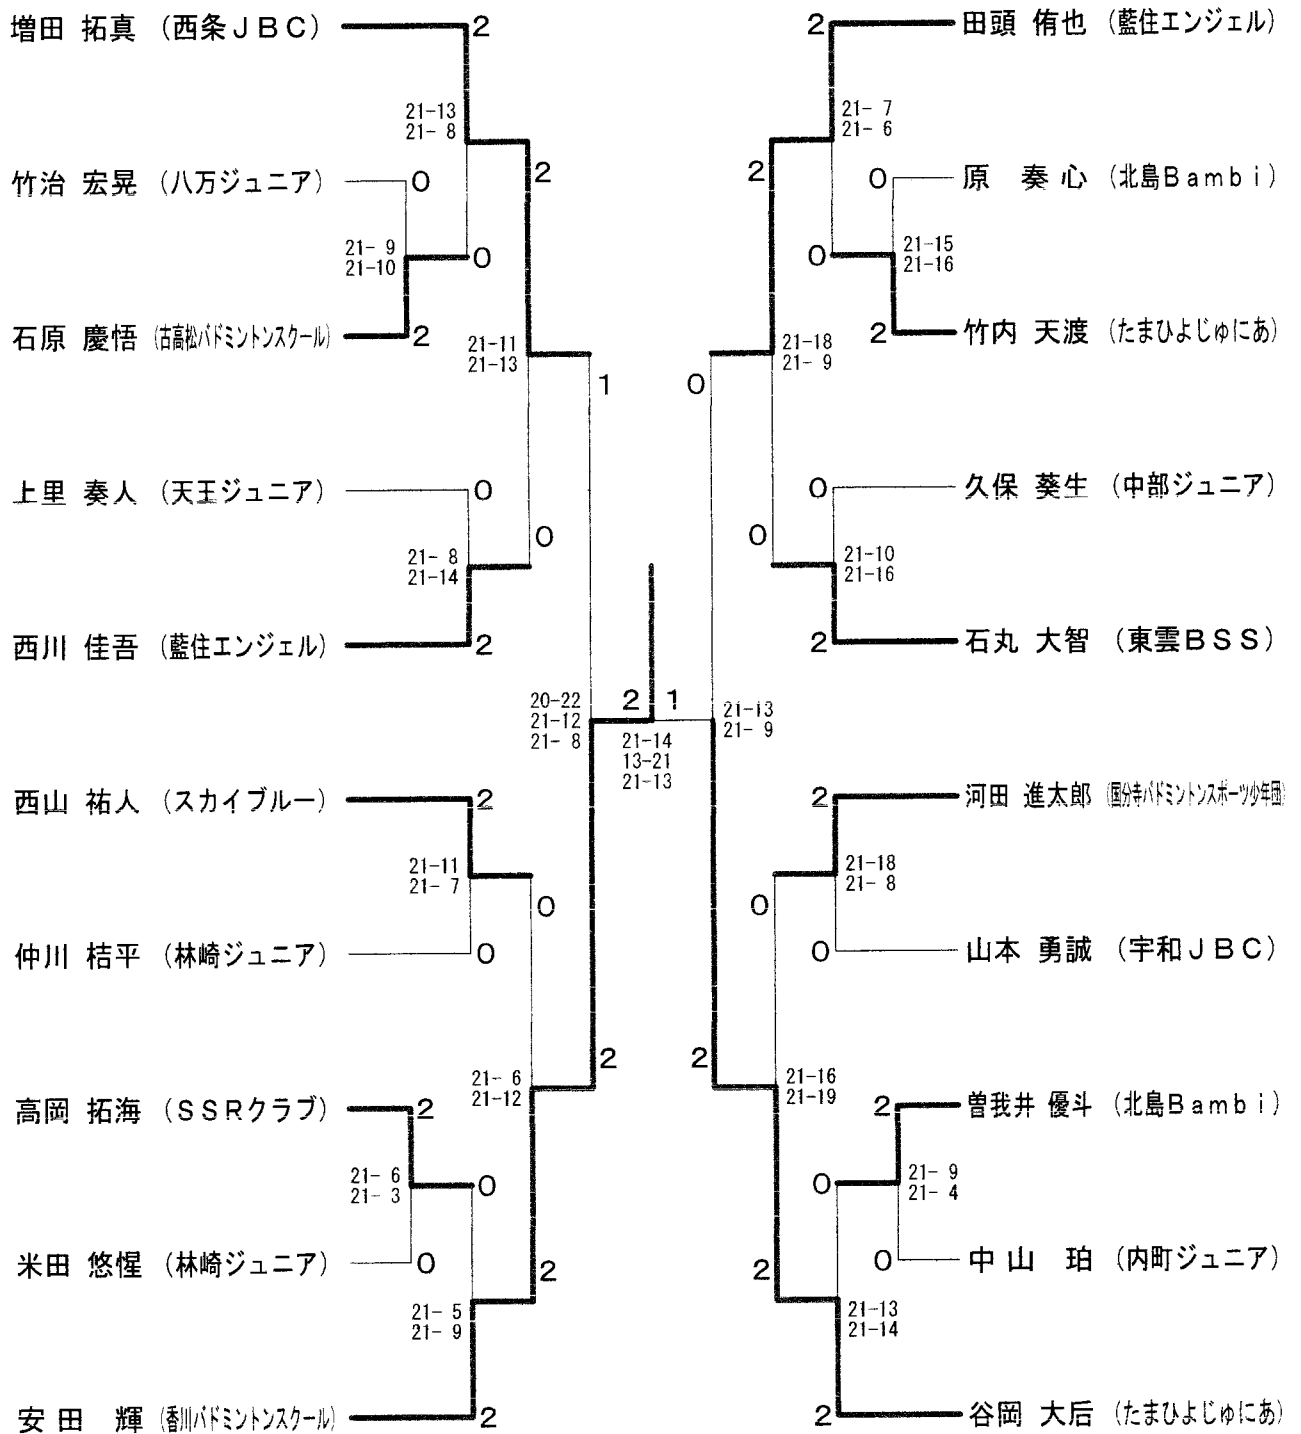 増田 拓真 (西条JBC) 2
21-13
21- 8
2
竹治 宏晃 (八万ジュニア) 0
21- 9
21-10
0
石原 慶悟 (古高松バドミントンスクール) 2
21-11
21-13
1
上里 奏人 (天王ジュニア) 0
21- 8
21-14
0
西川 佳吾 (藍住エンジェル) 2
20-22
21-12
21- 8
西山 祐人 (スカイブルー) 2
21-11
21- 7
0
仲川 桔平 (林崎ジュニア) 0
21- 6
21-12
2
高岡 拓海 (SSRクラブ) 2
21- 6
21- 3
0
米田 悠惺 (林崎ジュニア) 0
21- 5
21- 9
2
安田 輝 (香川バドミントンスクール) 2
2 1
21-14
13-21
21-13
2 田頭 侑也 (藍住エンジェル)
21- 7
21- 6
2
0 原 奏心 (北島Bambi)
21-15
21-16
0
2 竹内 天渡 (たまひよじゅにあ)
21-18
21- 9
0
0 久保 葵生 (中部ジュニア)
21-10
21-16
0
2 石丸 大智 (東雲BSS)
21-13
21- 9
2 河田 進太郎 (国分寺バドミントンスポーツ少年団)
21-18
21- 8
0
0 山本 勇誠 (宇和JBC)
21-16
21-19
2
2 曽我井 優斗 (北島Bambi)
21- 9
21- 4
0
0 中山 珀 (内町ジュニア)
21-13
21-14
2
2 谷岡 大后 (たまひよじゅにあ)